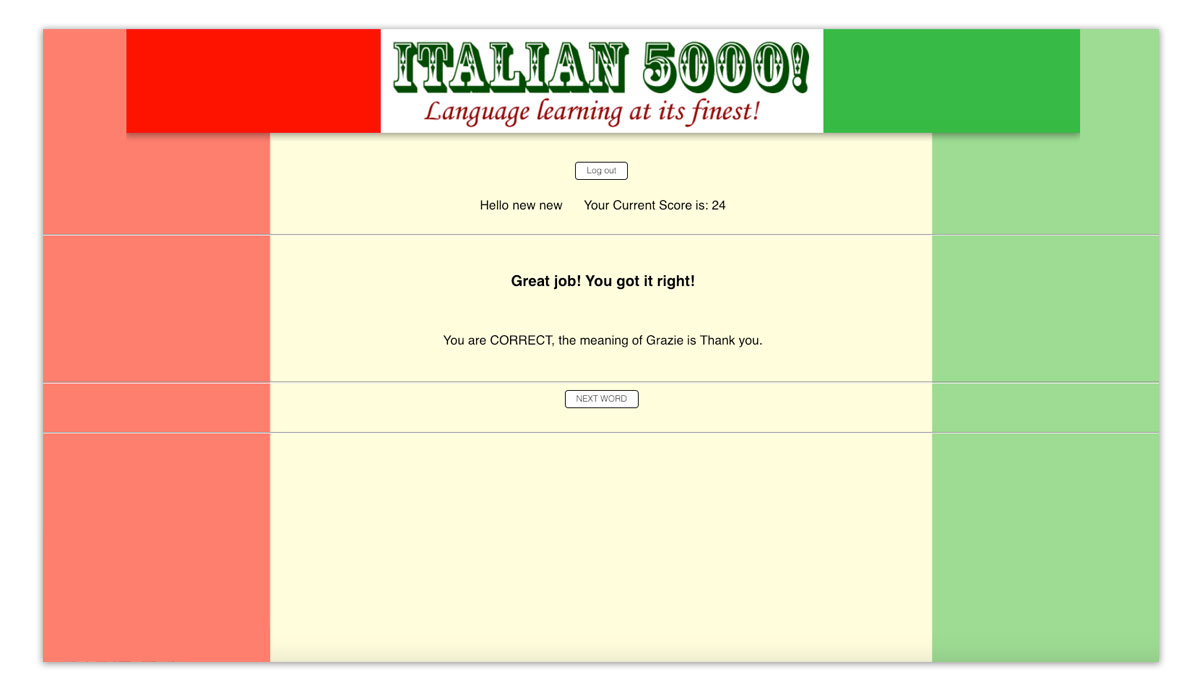 ITALIAN 5000!
Language learning at its finest!
Log out
Hello new new Your Current Score is: 24
Great job! You got it right!
You are CORRECT, the meaning of Grazie is Thank you.
NEXT WORD